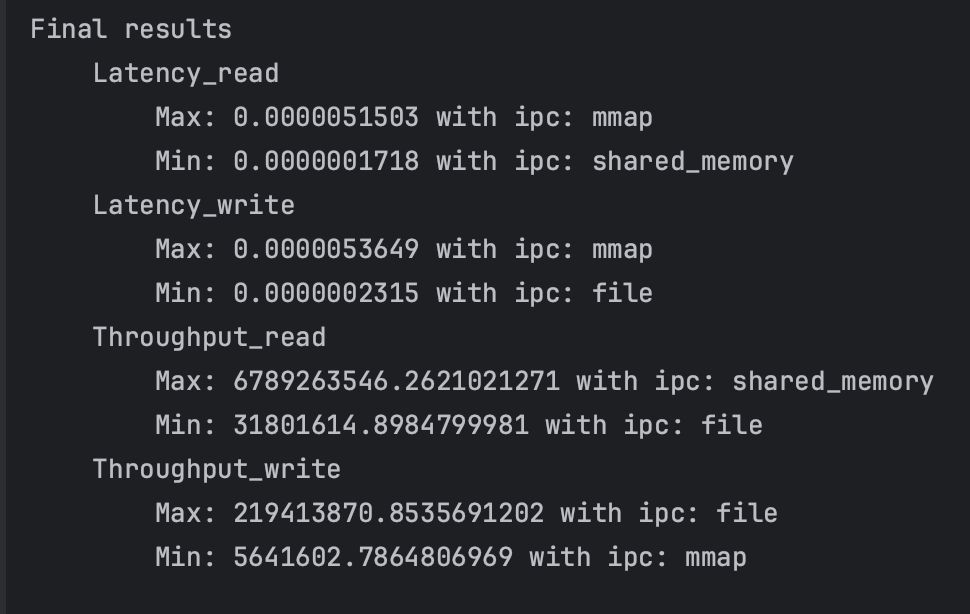 Final results
Latency_read
Max: 0.0000051503 with ipc: mmap
Min: 0.0000001718 with ipc: shared_memory
Latency_write
Max: 0.0000053649 with ipc: mmap
Min: 0.0000002315 with ipc: file
Throughput_read
Max: 6789263546.2621021271 with ipc: shared_memory
Min: 31801614.8984799981 with ipc: file
Throughput_write
Max: 219413870.8535691202 with ipc: file
Min: 5641602.7864806969 with ipc: mmap